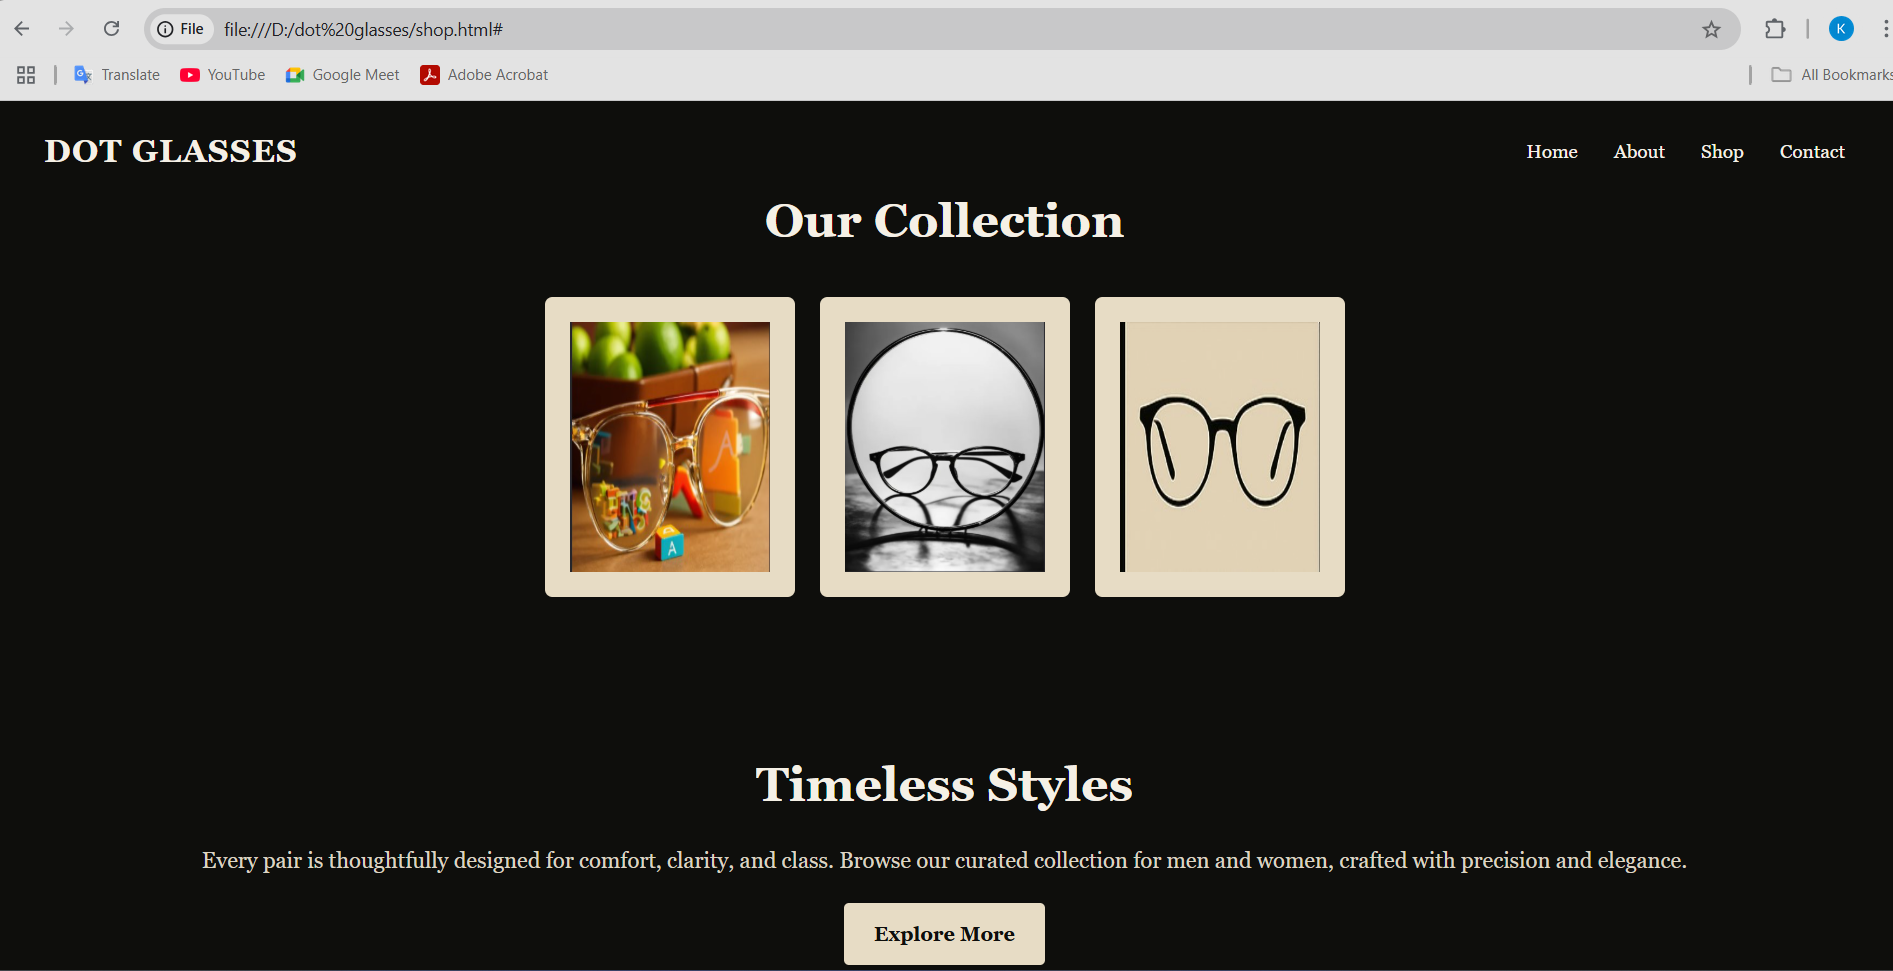 File file:///D:/dot%20glasses/shop.html# K
Translate YouTube Google Meet Adobe Acrobat All Bookmarks
DOT GLASSES Home About Shop Contact
Our Collection
A
A
Timeless Styles
Every pair is thoughtfully designed for comfort, clarity, and class. Browse our curated collection for men and women, crafted with precision and elegance.
Explore More